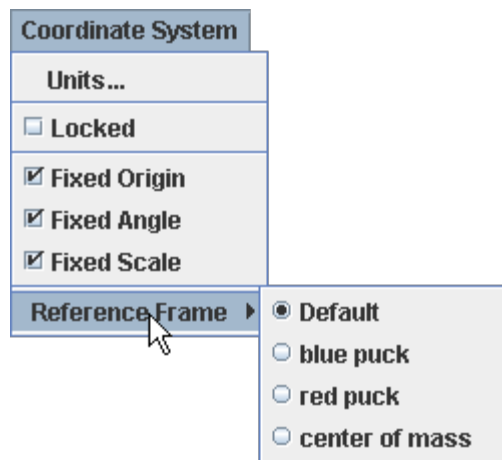 Coordinate System
Units...
Locked
Fixed Origin
Fixed Angle
Fixed Scale
Reference Frame
Default
blue puck
red puck
center of mass